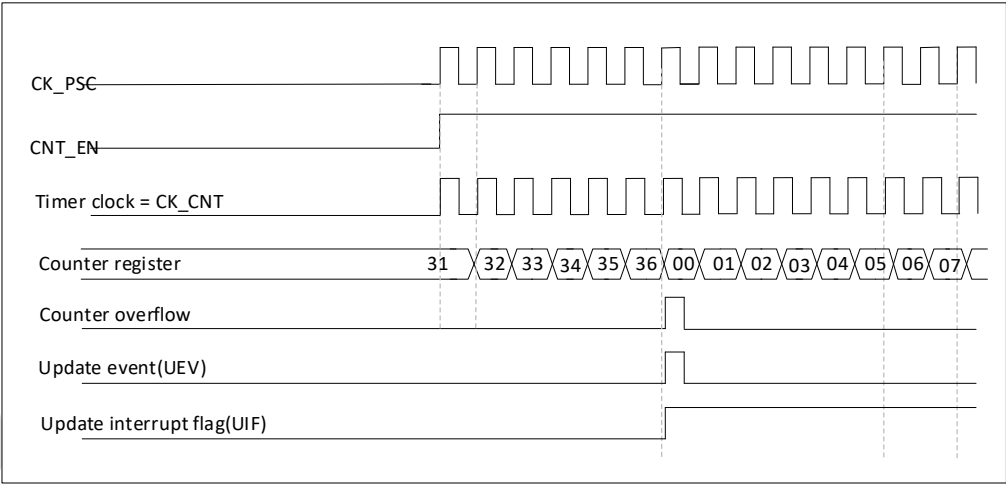 CK_PSC
CNT_EN
Timer clock = CK_CNT
Counter register 31 32 33 34 35 36 00 01 02 03 04 05 06 07
Counter overflow
Update event(UEV)
Update interrupt flag(UIF)